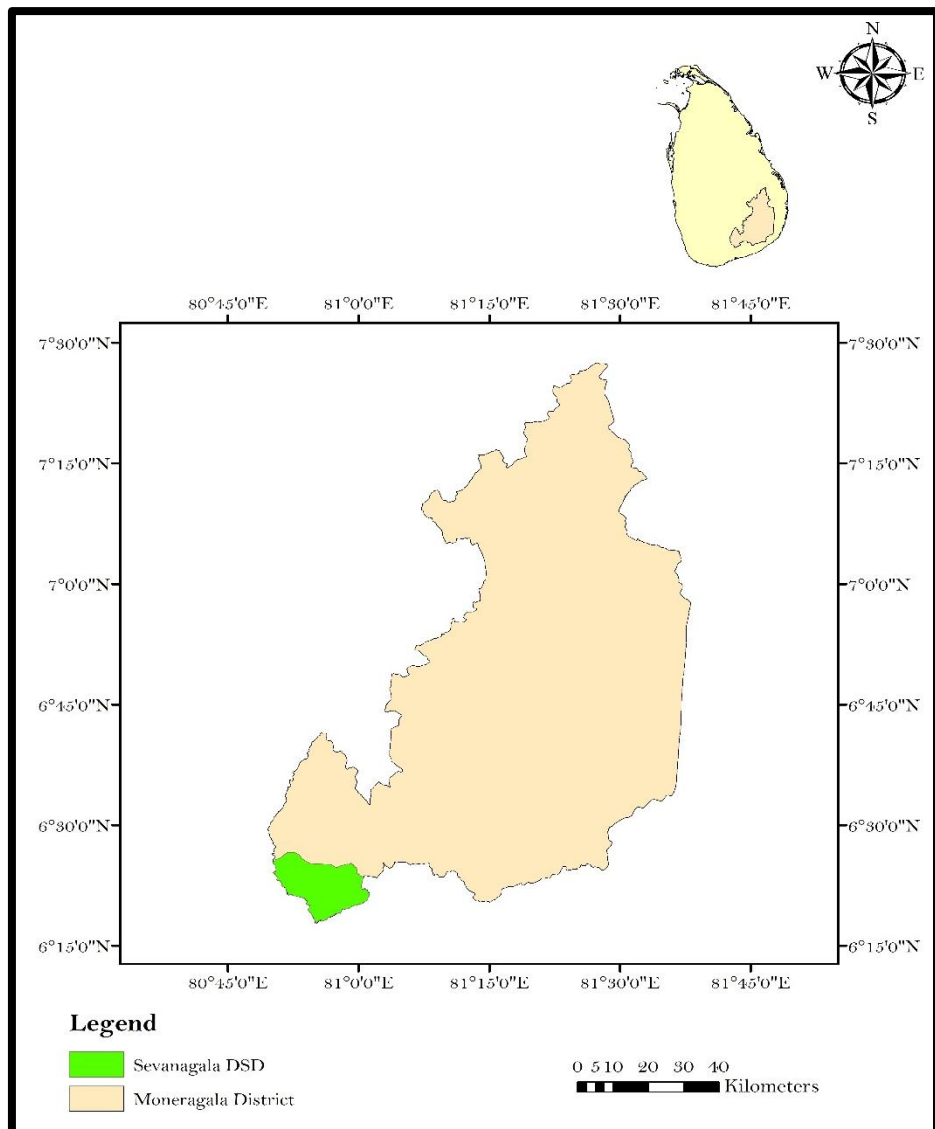 N
W E
S
80°45'0"E 81°0'0"E 81°15'0"E 81°30'0"E 81°45'0"E
7°30'0"N 7°30'0"N
7°15'0"N 7°15'0"N
7°0'0"N 7°0'0"N
6°45'0"N 6°45'0"N
6°30'0"N 6°30'0"N
6°15'0"N 6°15'0"N
80°45'0"E 81°0'0"E 81°15'0"E 81°30'0"E 81°45'0"E
Legend
Sevanagala DSD
Moneragala District
0 5 10 20 30 40
Kilometers